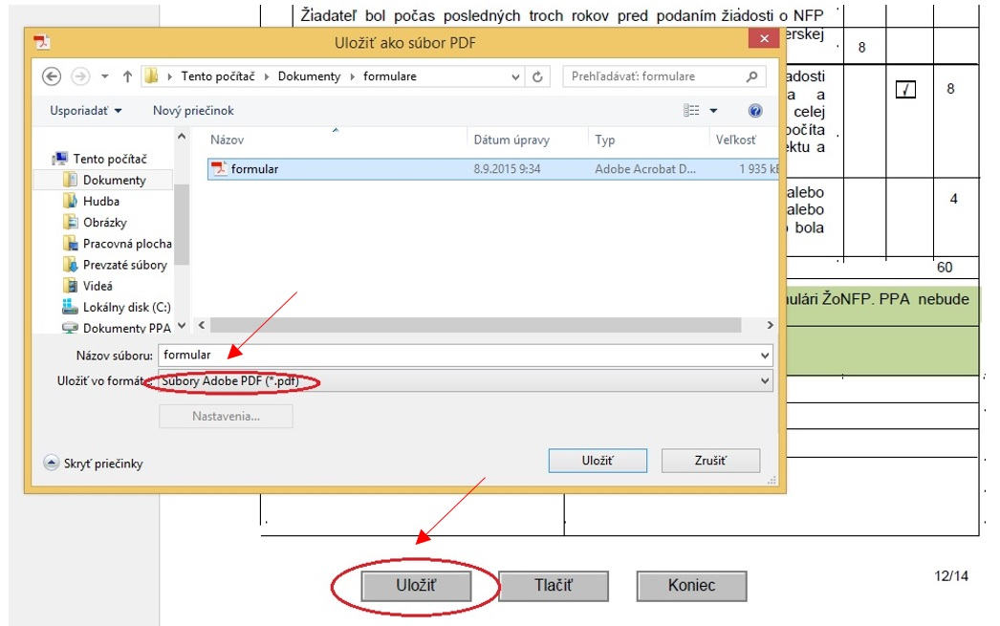 Žiadateľ bol počas posledných troch rokov pred podaním žiadosti o NFP
erskej
8
Uložiť ako súbor PDF
Tento počítač Dokumenty formulare
Prehľadávať: formulare
Usporiadať Nový priečinok
Názov Dátum úpravy Typ Veľkosť
formular 8.9.2015 9:34 Adobe Acrobat D... 1 935 kB
Tento počítač
Dokumenty
Hudba
Obrázky
Pracovná plocha
Prevzaté súbory
Videá
Lokálny disk (C:)
Dokumenty PPA
Názov súboru: formular
Uložiť vo formáte: Súbory Adobe PDF (*.pdf)
Nastavenia...
Skryť priečinky
Uložiť Zrušiť
adosti
a a
celej
počíta
ektu a
√ 8
alebo
alebo
bola
4
60
ulári ŽoNFP. PPA nebude
Uložiť Tlačiť Koniec
12/14